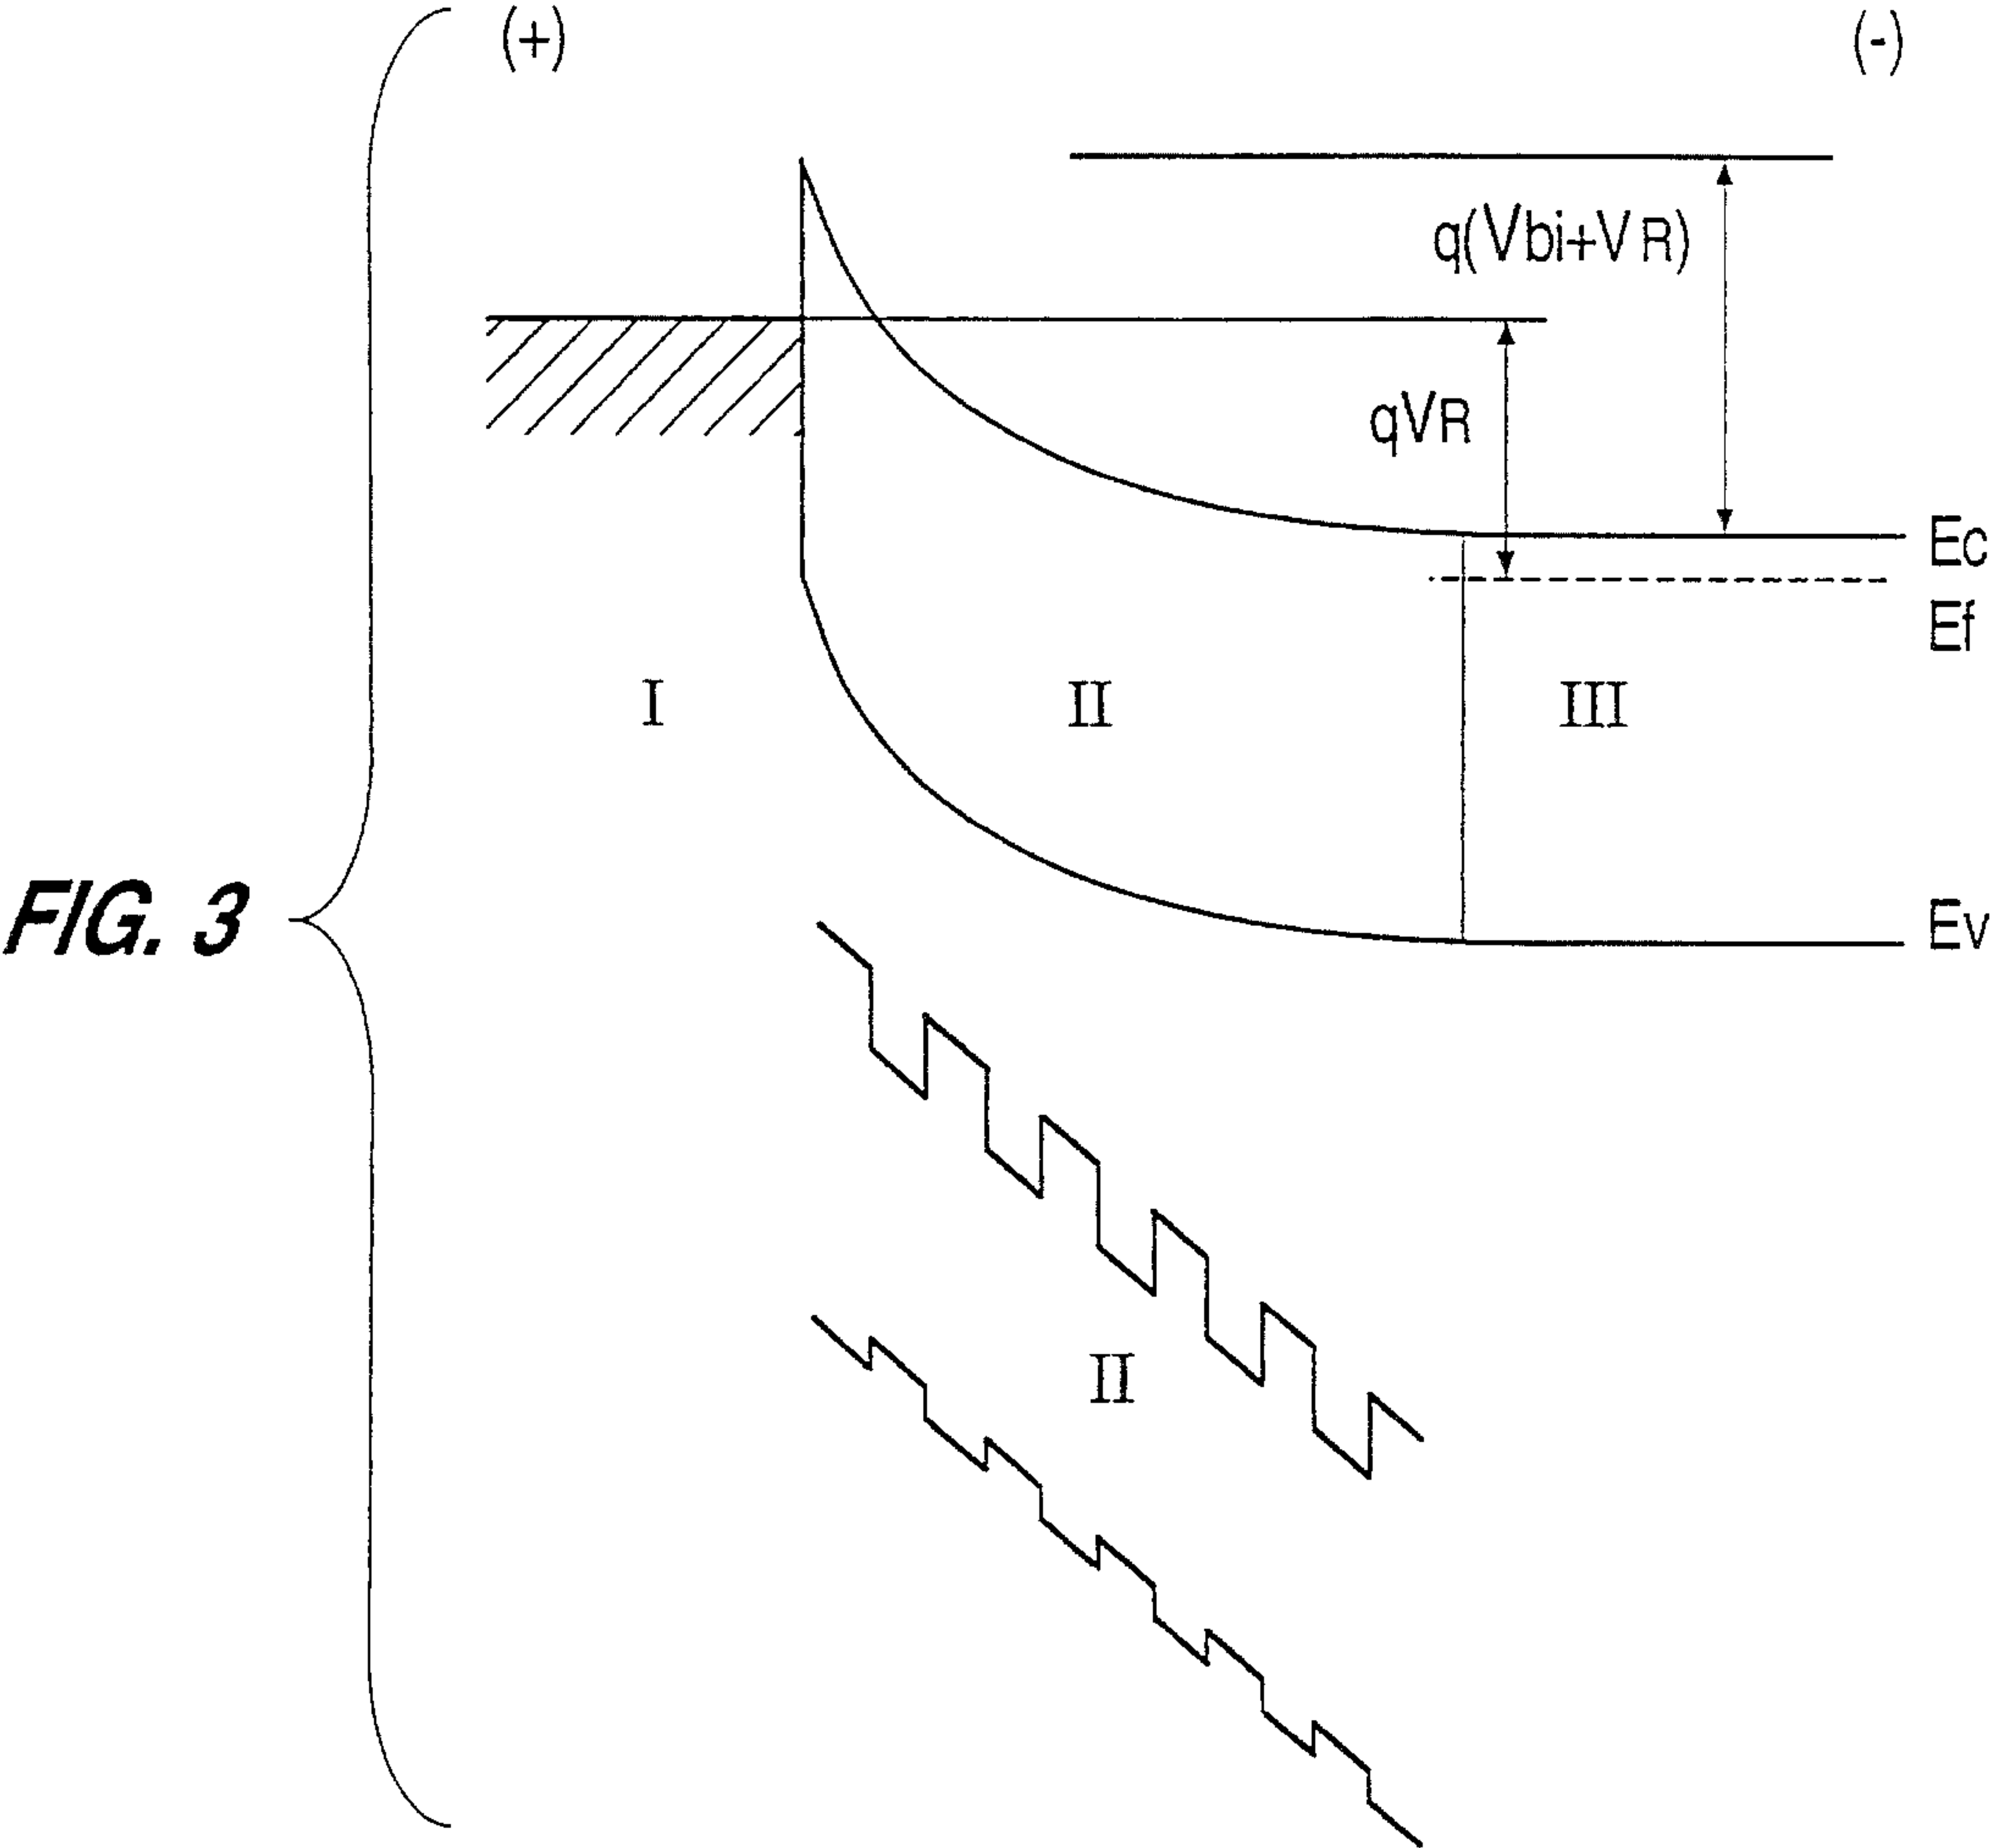 (+)
(-)
q(Vbi+VR)
qVR
Ec
Ef
I
II
III
FIG. 3
Ev
II